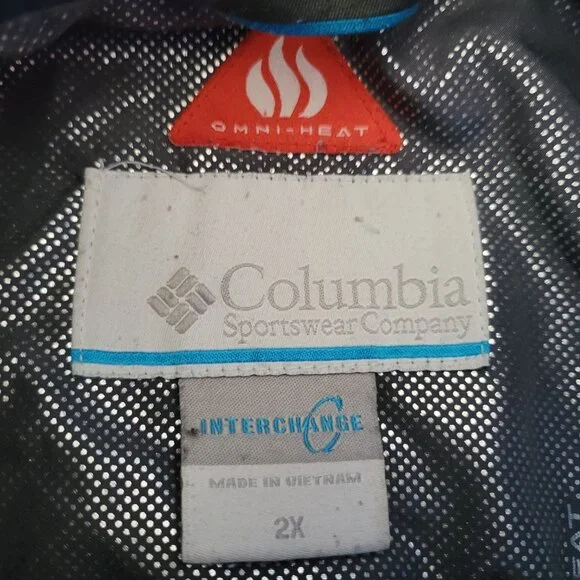 OMNI-HEAT
Columbia
Sportswear Company
INTERCHANGE
MADE IN VIETNAM
2X